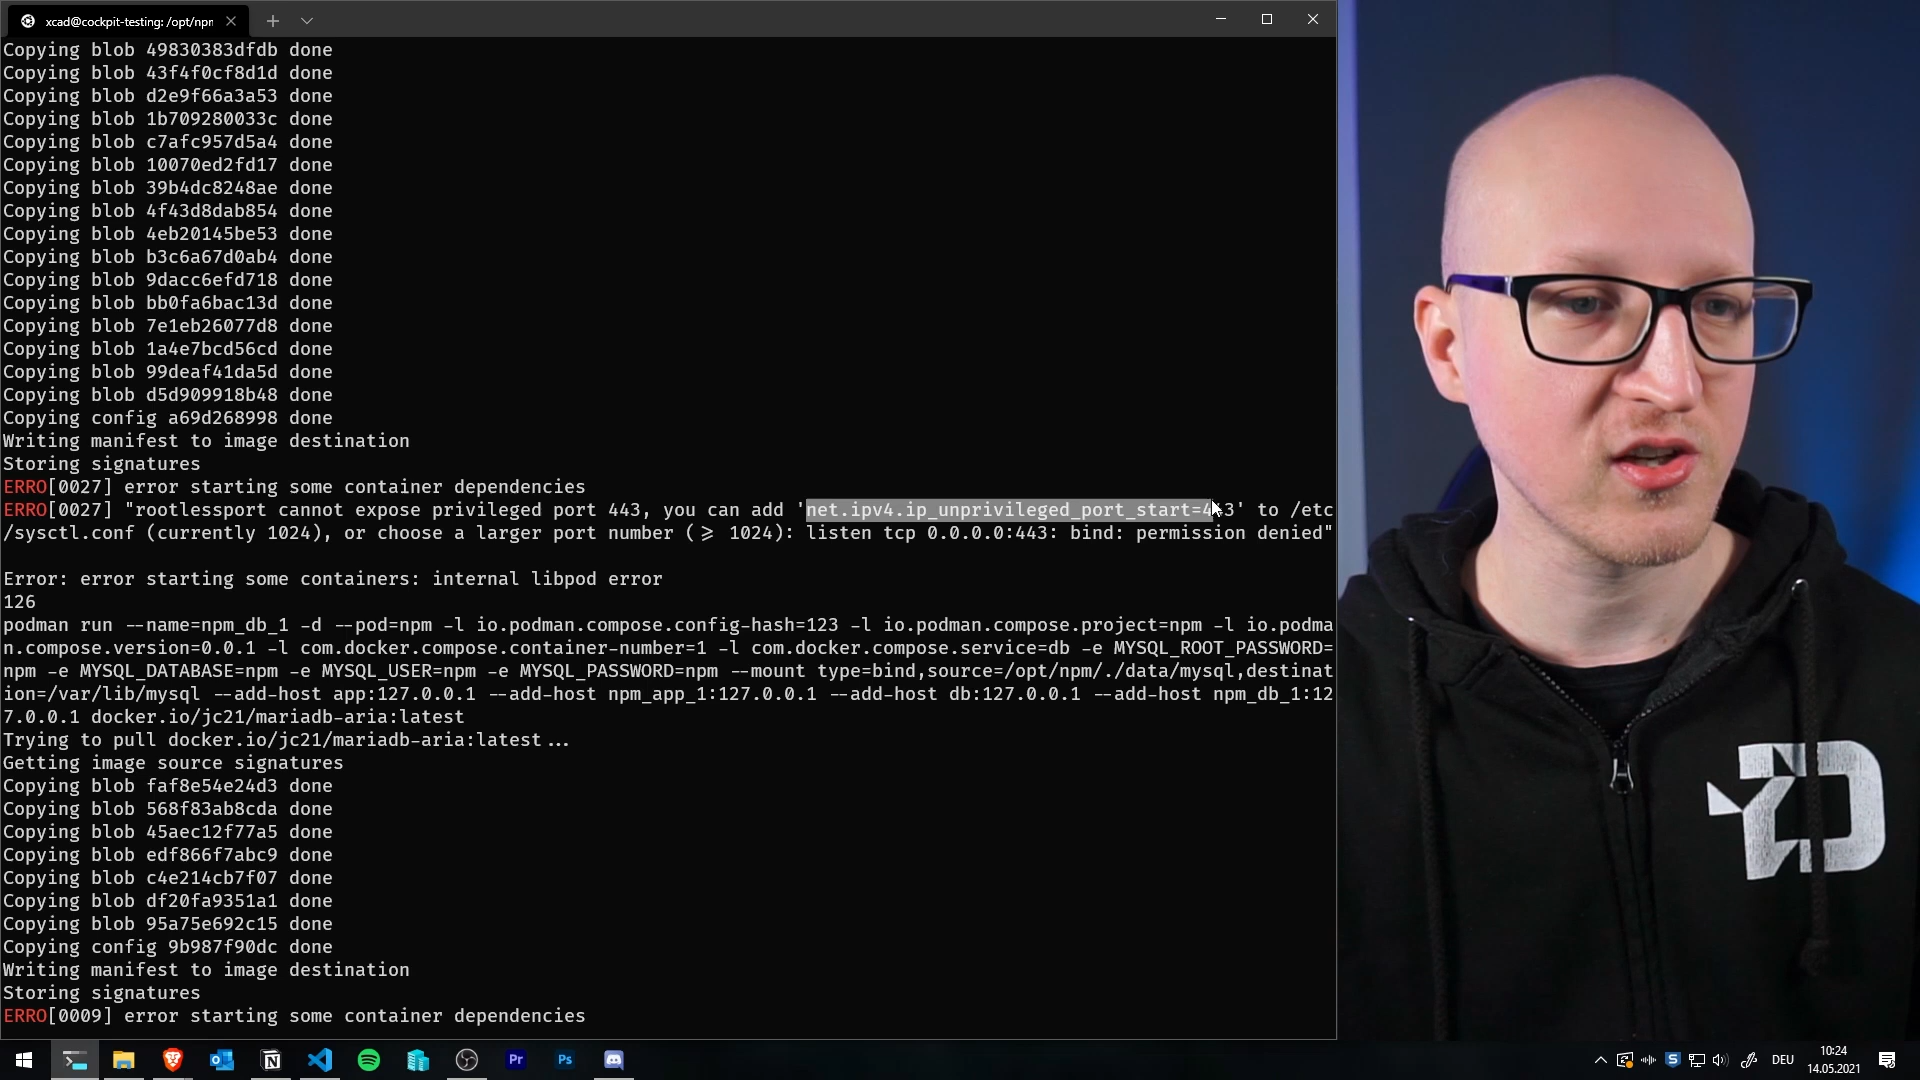 xcad@cockpit-testing: /opt/npm
Copying blob 49830383dfdb done
Copying blob 43f4f0cf8d1d done
Copying blob d2e9f66a3a53 done
Copying blob 1b709280033c done
Copying blob c7afc957d5a4 done
Copying blob 10070ed2fd17 done
Copying blob 39b4dc8248ae done
Copying blob 4f43d8dab854 done
Copying blob 4eb20145be53 done
Copying blob b3c6a67d0ab4 done
Copying blob 9dacc6efd718 done
Copying blob bb0fa6bac13d done
Copying blob 7e1eb26077d8 done
Copying blob 1a4e7bcd56cd done
Copying blob 99deaf41da5d done
Copying blob d5d909918b48 done
Copying config a69d268998 done
Writing manifest to image destination
Storing signatures
ERRO[0027] error starting some container dependencies
ERRO[0027] "rootlessport cannot expose privileged port 443, you can add 'net.ipv4.ip_unprivileged_port_start=443' to /etc
/sysctl.conf (currently 1024), or choose a larger port number (>= 1024): listen tcp 0.0.0.0:443: bind: permission denied"
Error: error starting some containers: internal libpod error
126
podman run --name=npm_db_1 -d --pod=npm -l io.podman.compose.config-hash=123 -l io.podman.compose.project=npm -l io.podma
n.compose.version=0.0.1 -l com.docker.compose.container-number=1 -l com.docker.compose.service=db -e MYSQL_ROOT_PASSWORD=
npm -e MYSQL_DATABASE=npm -e MYSQL_USER=npm -e MYSQL_PASSWORD=npm --mount type=bind,source=/opt/npm/./data/mysql,destinat
ion=/var/lib/mysql --add-host app:127.0.0.1 --add-host npm_app_1:127.0.0.1 --add-host db:127.0.0.1 --add-host npm_db_1:12
7.0.0.1 docker.io/jc21/mariadb-aria:latest
Trying to pull docker.io/jc21/mariadb-aria:latest...
Getting image source signatures
Copying blob faf8e54e24d3 done
Copying blob 568f83ab8cda done
Copying blob 45aec12f77a5 done
Copying blob edf866f7abc9 done
Copying blob c4e214cb7f07 done
Copying blob df20fa9351a1 done
Copying blob 95a75e692c15 done
Copying config 9b987f90dc done
Writing manifest to image destination
Storing signatures
ERRO[0009] error starting some container dependencies
Pr
Ps
DEU
10:24
14.05.2021